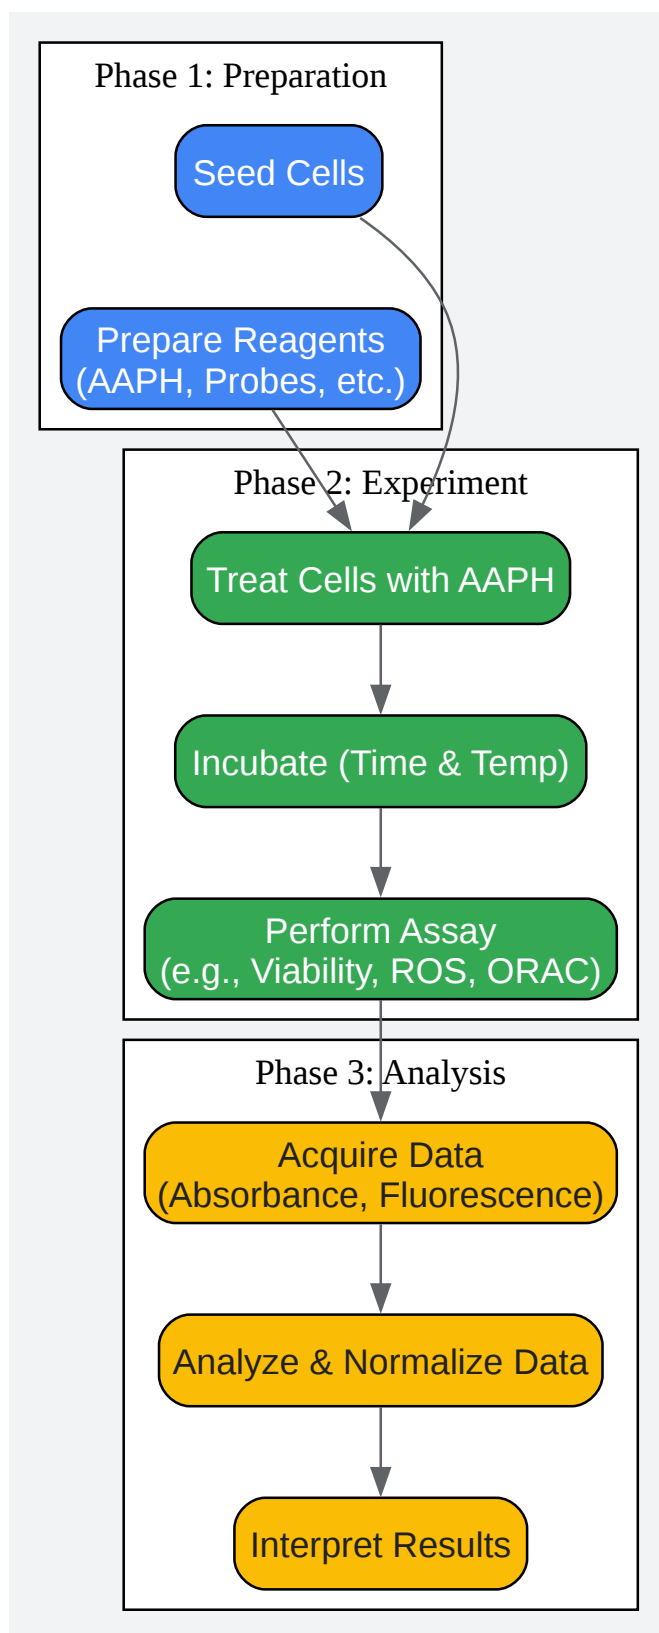 Phase 1: Preparation
Seed Cells
Prepare Reagents
(AAPH, Probes, etc.)
Phase 2: Experiment
Treat Cells with AAPH
Incubate (Time & Temp)
Perform Assay
(e.g., Viability, ROS, ORAC)
Phase 3: Analysis
Acquire Data
(Absorbance, Fluorescence)
Analyze & Normalize Data
Interpret Results